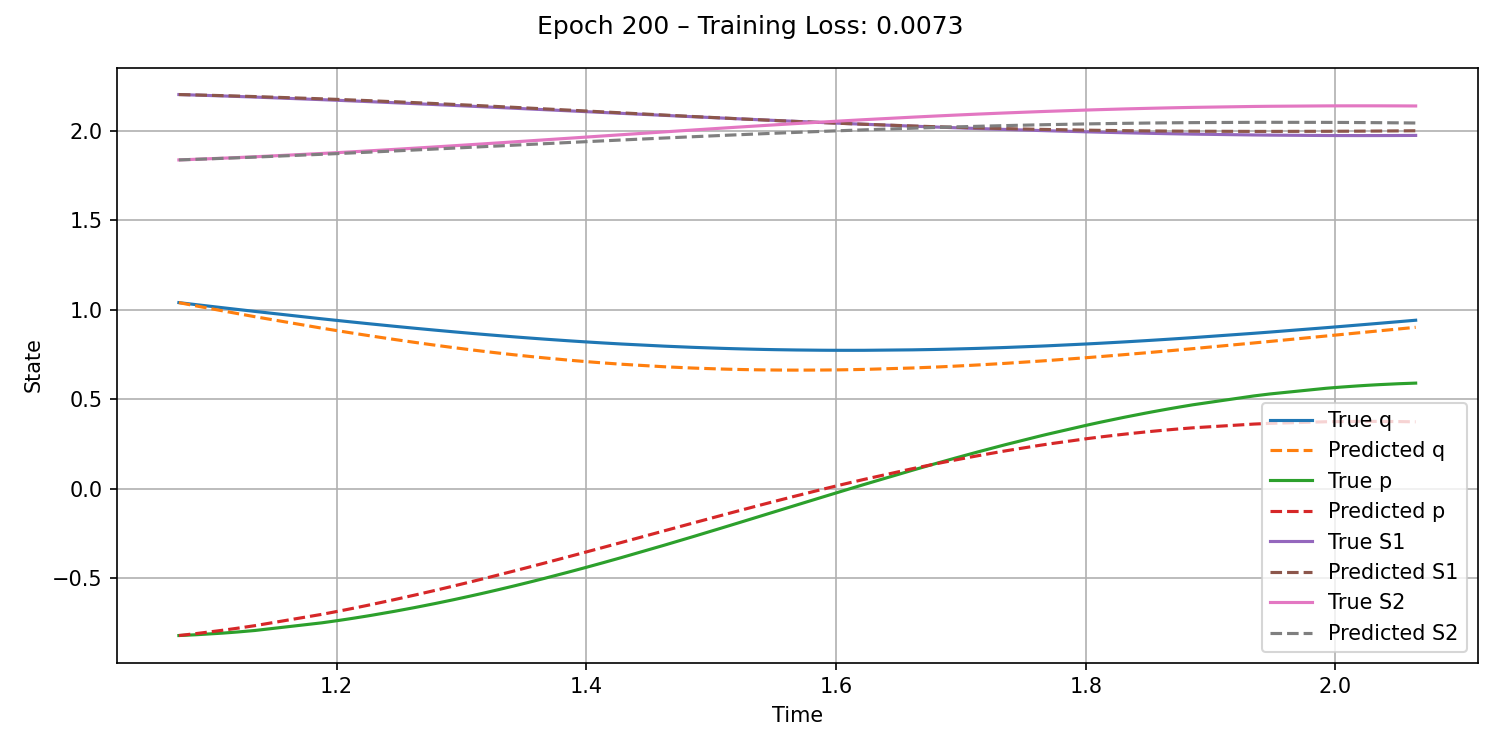 Epoch 200 – Training Loss: 0.0073
State
2.0
1.5
1.0
0.5
0.0
−0.5
True q
Predicted q
True p
Predicted p
True S1
Predicted S1
True S2
Predicted S2
1.2 1.4 1.6 1.8 2.0
Time